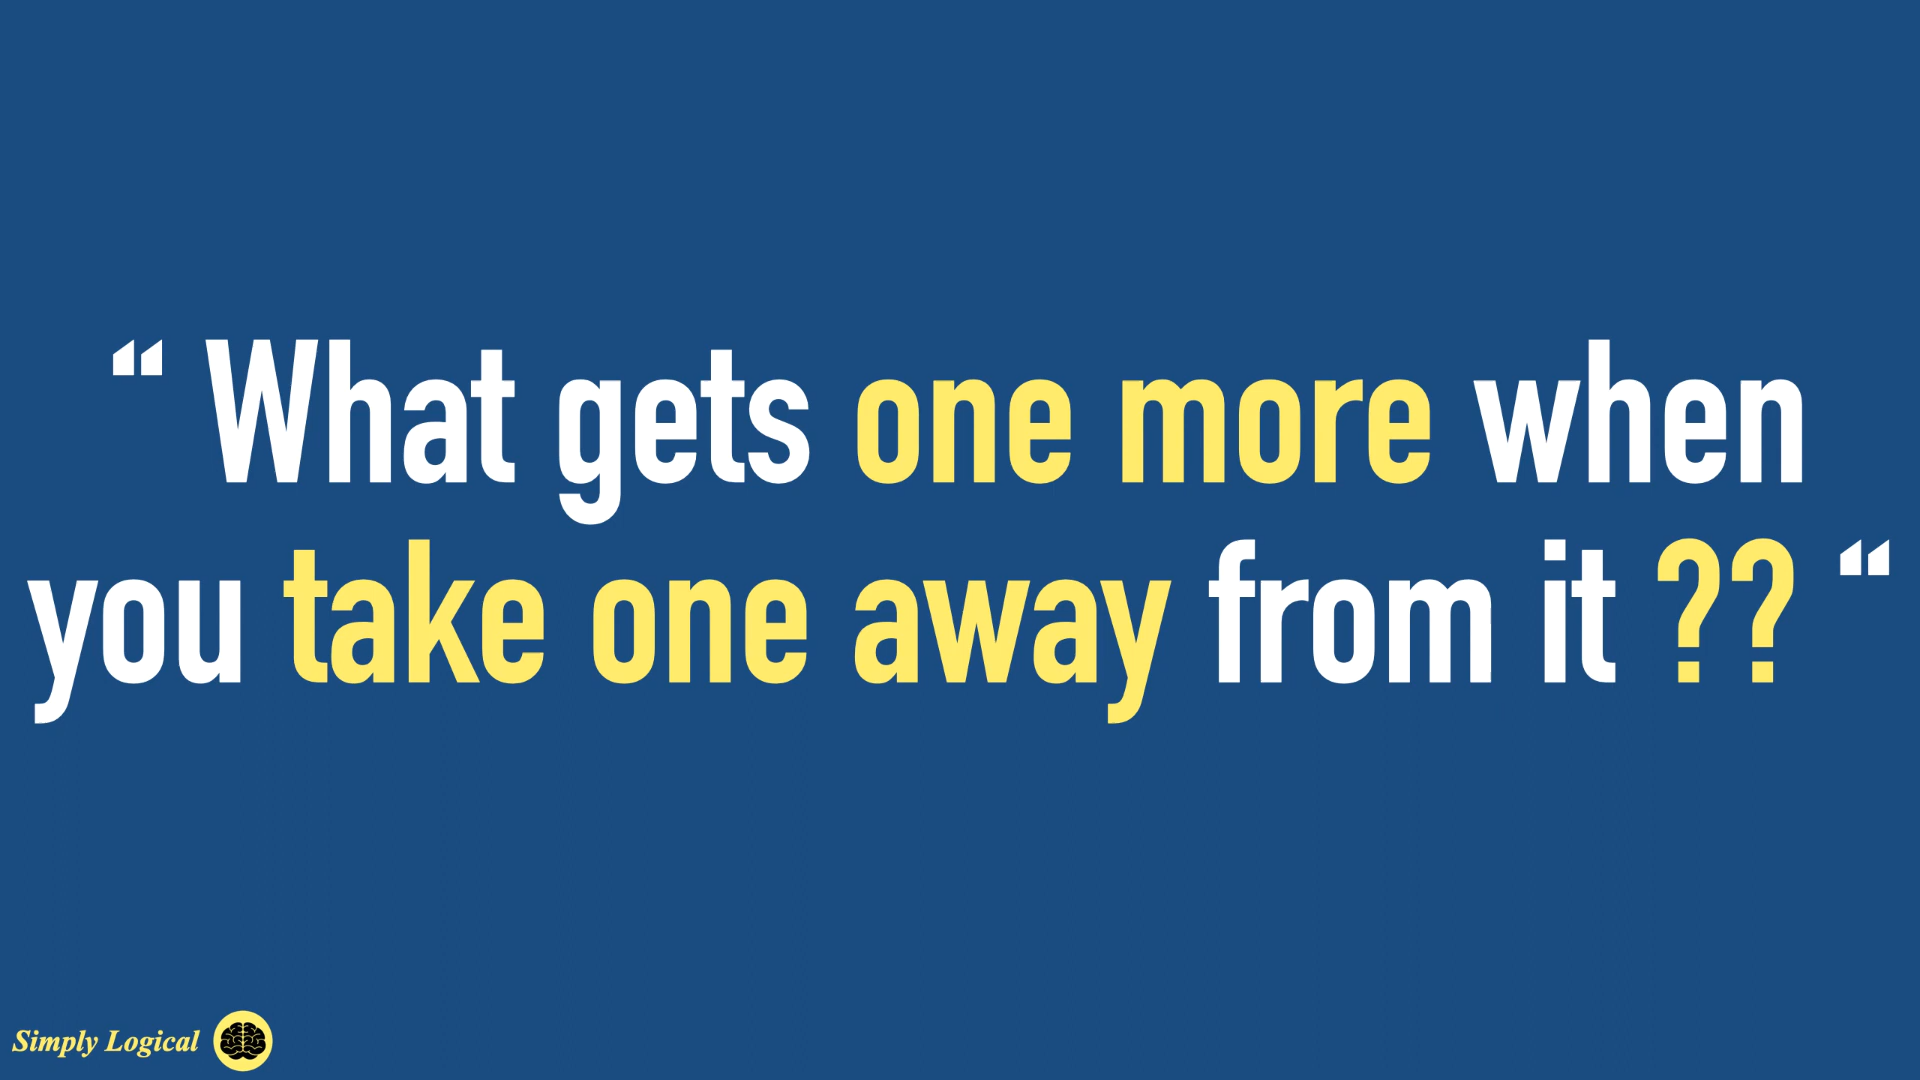 “ What gets one more when
you take one away from it ?? “
Simply Logical